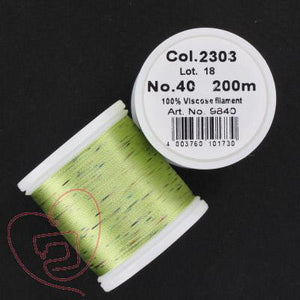 Col.2303
Lot. 18
No.40 200m
100% Viscose filament
Art. No. 9840
4 003760 101730